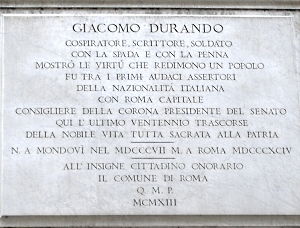 GIACOMO DURANDO
COSPIRATORE, SCRITTORE, SOLDATO
CON LA SPADA E CON LA PENNA
MOSTRÓ LE VIRTÚ CHE REDIMONO UN POPOLO
FU TRA I PRIMI AUDACI ASSERTORI
DELLA NAZIONALITÁ ITALIANA
CON ROMA CAPITALE
CONSIGLIERE DELLA CORONA PRESIDENTE DEL SENATO
QUI L'ULTIMO VENTENNIO TRASCORSE
DELLA NOBILE VITA TUTTA SACRATA ALLA PATRIA
N. A MONDOVÌ NEL MDCCCVII M. A ROMA MDCCCXCIV
ALL'INSIGNE CITTADINO ONORARIO
IL COMUNE DI ROMA
Q. M. P.
MCMXIII